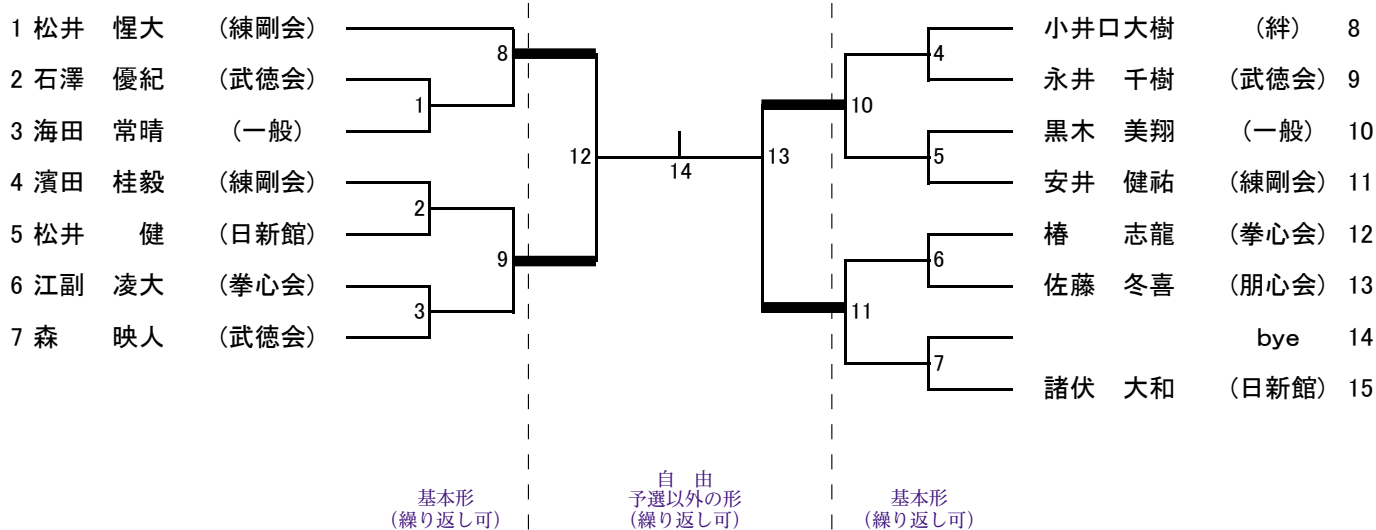 1 松井 惺大 (練剛会)
2 石澤 優紀 (武徳会)
3 海田 常晴 (一般)
4 濱田 桂毅 (練剛会)
5 松井 健 (日新館)
6 江副 凌大 (拳心会)
7 森 映人 (武徳会)
8
1
2
9
3
12
14
13
4
10
5
6
11
7
小井口大樹 (絆) 8
永井 千樹 (武徳会) 9
黒木 美翔 (一般) 10
安井 健祐 (練剛会) 11
椿 志龍 (拳心会) 12
佐藤 冬喜 (朋心会) 13
bye 14
諸伏 大和 (日新館) 15
基本形
(繰り返し可)
自 由
予選以外の形
(繰り返し可)
基本形
(繰り返し可)